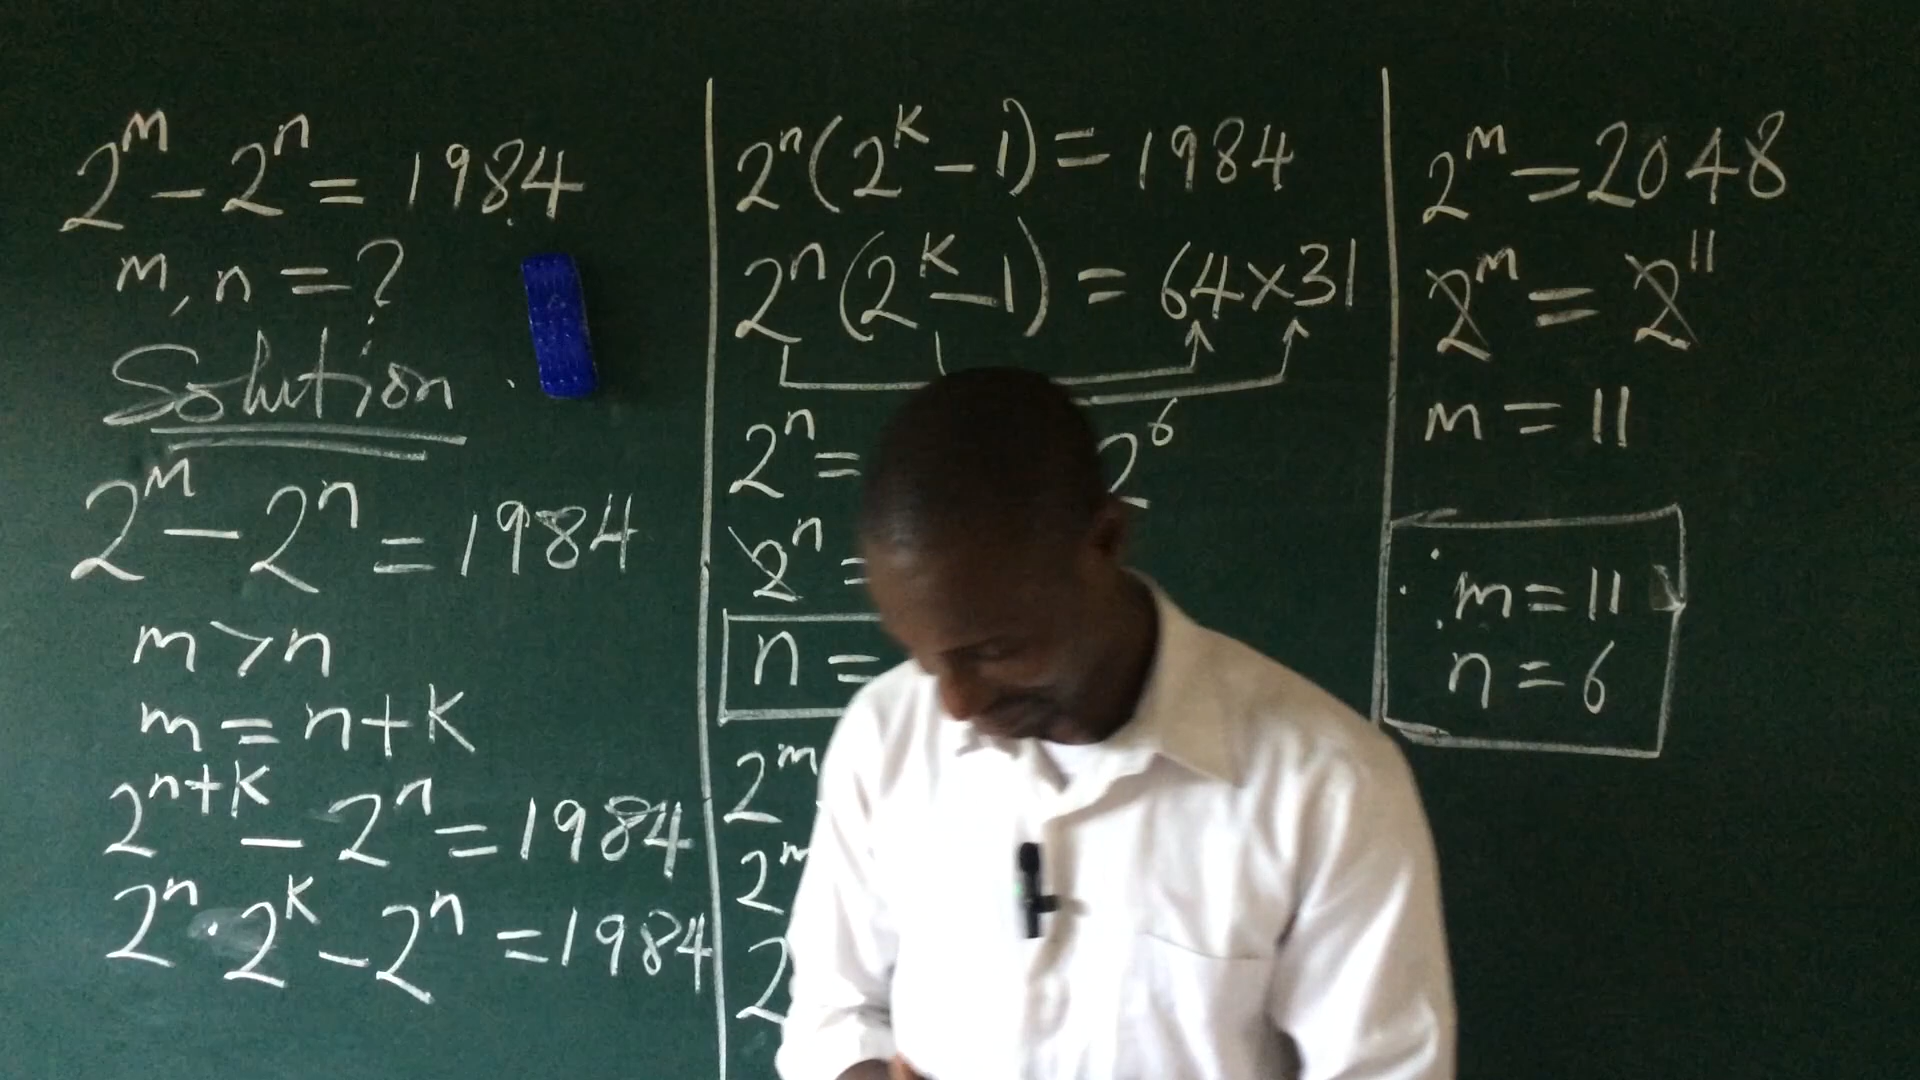 2^m - 2^n = 1984
m, n = ?
Solution
2^m - 2^n = 1984
m > n
m = n + k
2^{n+k} - 2^n = 1984
2^n · 2^k - 2^n = 1984
2^n (2^k - 1) = 1984
2^n (2^k - 1) = 64 × 31
2^n = 2^6
2^n =
n =
2^m
2^m
2
2^m = 2048
2^m = 2^11
m = 11
∴ m = 11
n = 6